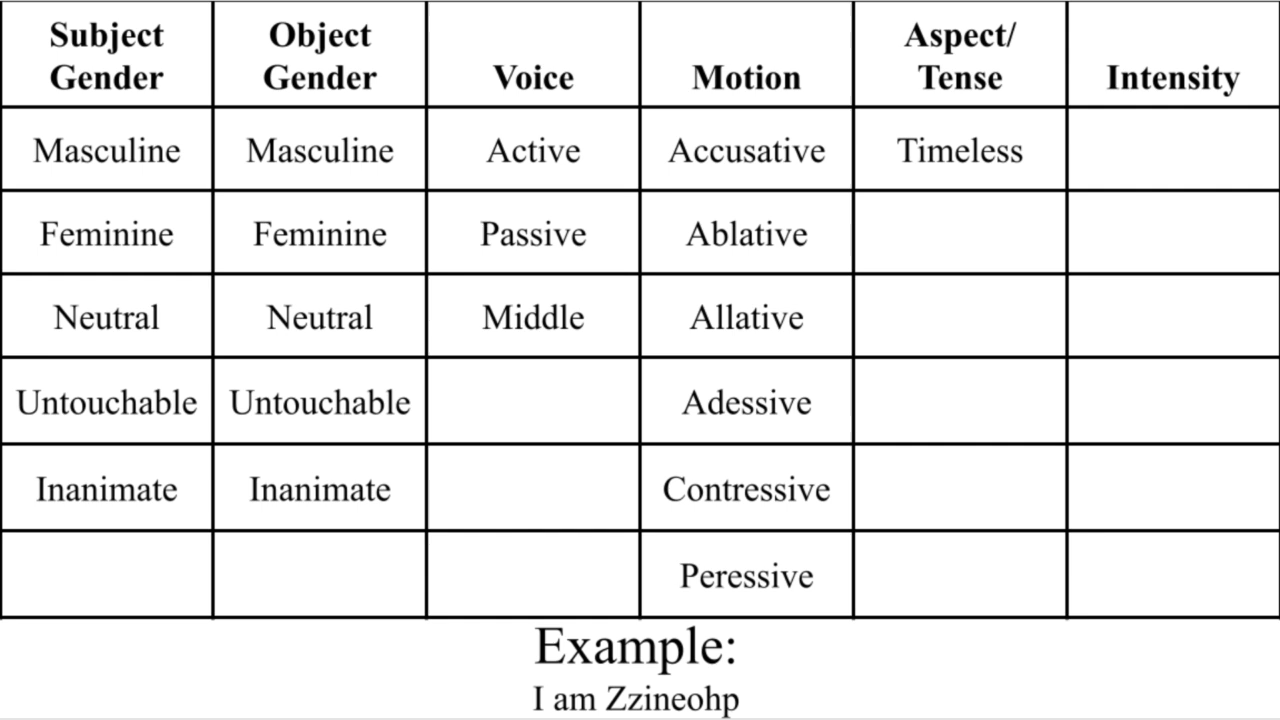 Subject Gender Object Gender Voice Motion Aspect/ Tense Intensity
Masculine Masculine Active Accusative Timeless
Feminine Feminine Passive Ablative
Neutral Neutral Middle Allative
Untouchable Untouchable Adessive
Inanimate Inanimate Contressive
Peressive
Example:
I am Zzineohp